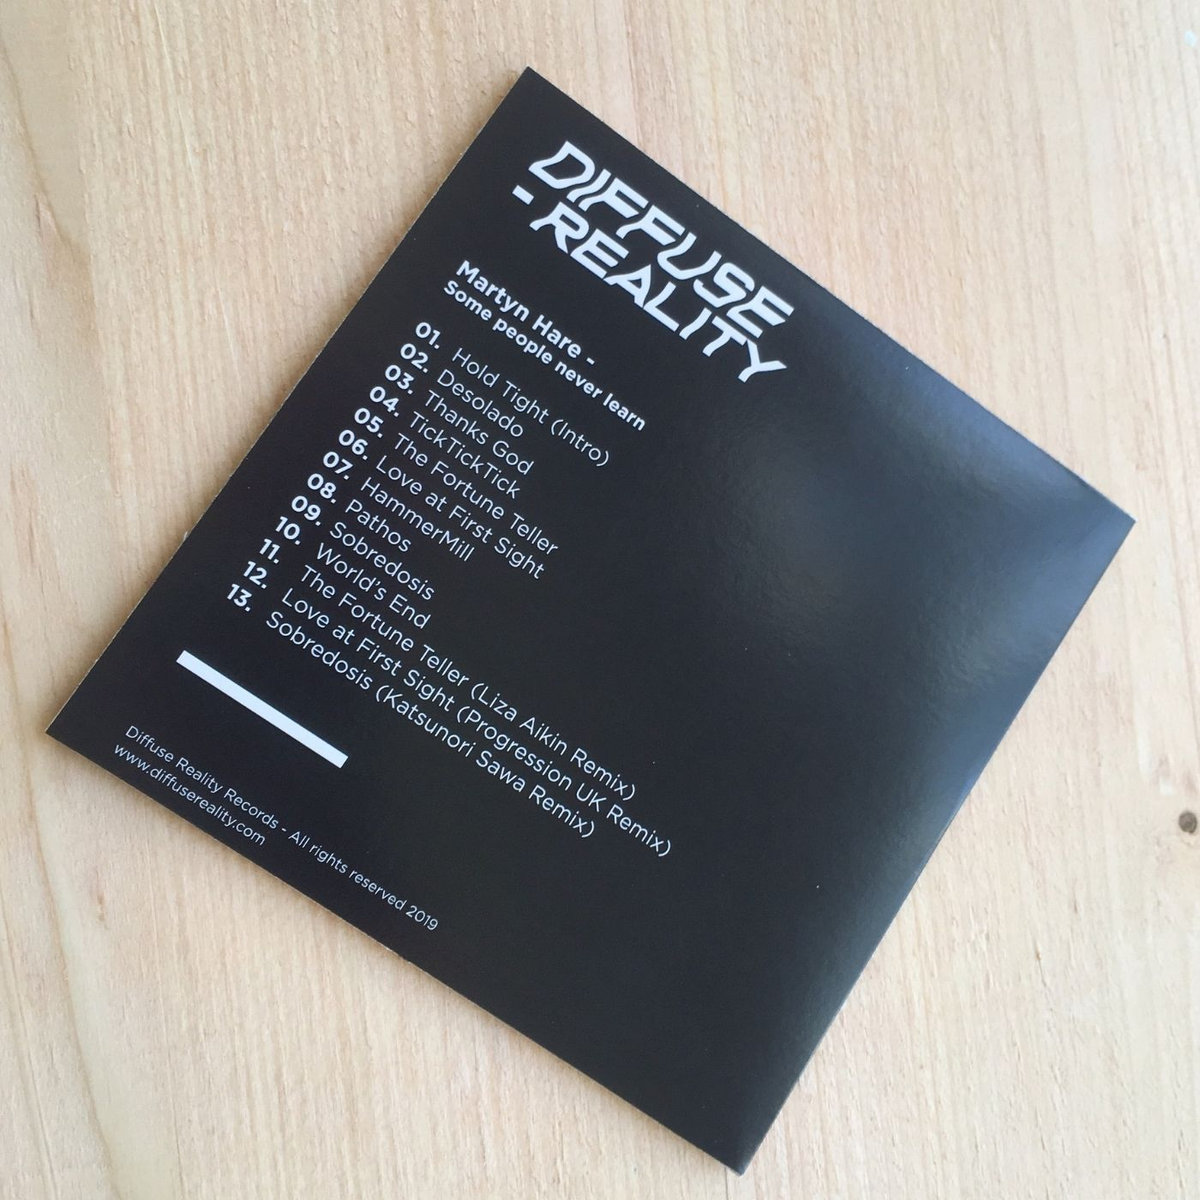 DIFFUSE
- REALITY
Martyn Hare -
Some people never learn
01. Hold Tight (Intro)
02. Desolado
03. Thanks God
04. TickTickTick
05. The Fortune Teller
06. Love at First Sight
07. HammerMill
08. Pathos
09. Sobredosis
10. World's End
11. The Fortune Teller (Liza Aikin Remix)
12. Love at First Sight (Progression UK Remix)
13. Sobredosis (Katsunori Sawa Remix)
Diffuse Reality Records - All rights reserved 2019
www.diffusereality.com